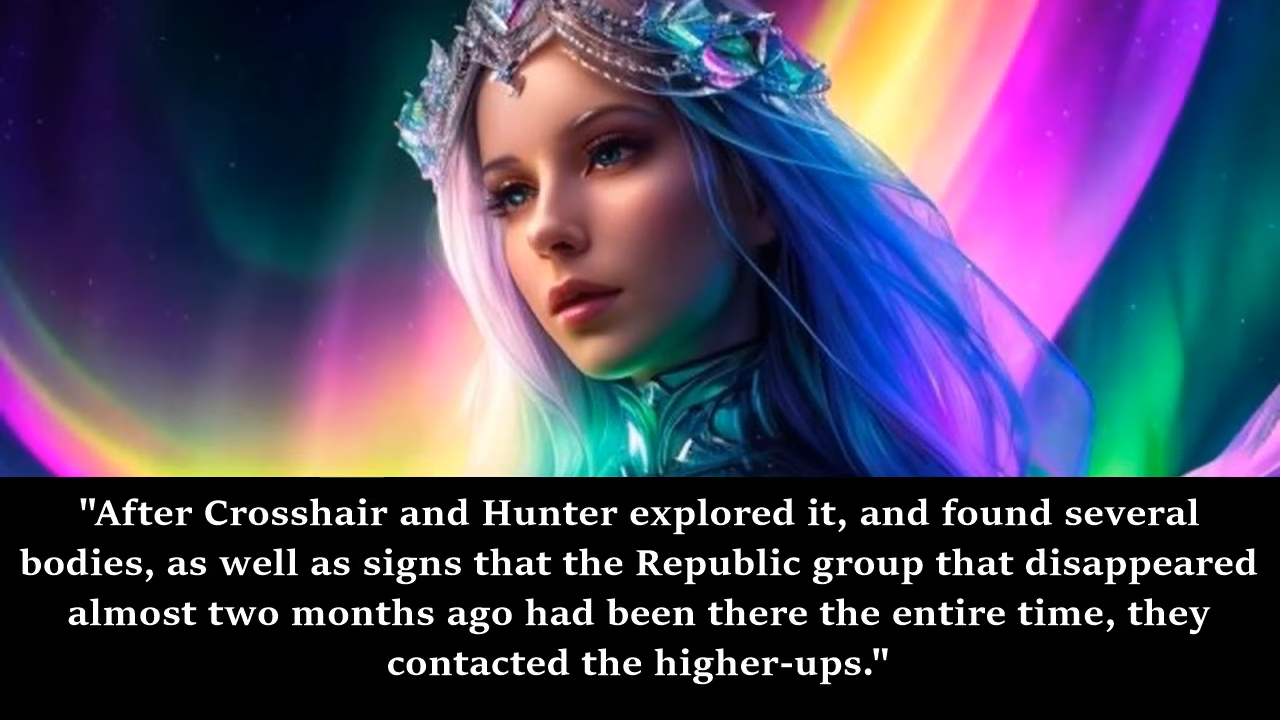 "After Crosshair and Hunter explored it, and found several
bodies, as well as signs that the Republic group that disappeared
almost two months ago had been there the entire time, they
contacted the higher-ups."